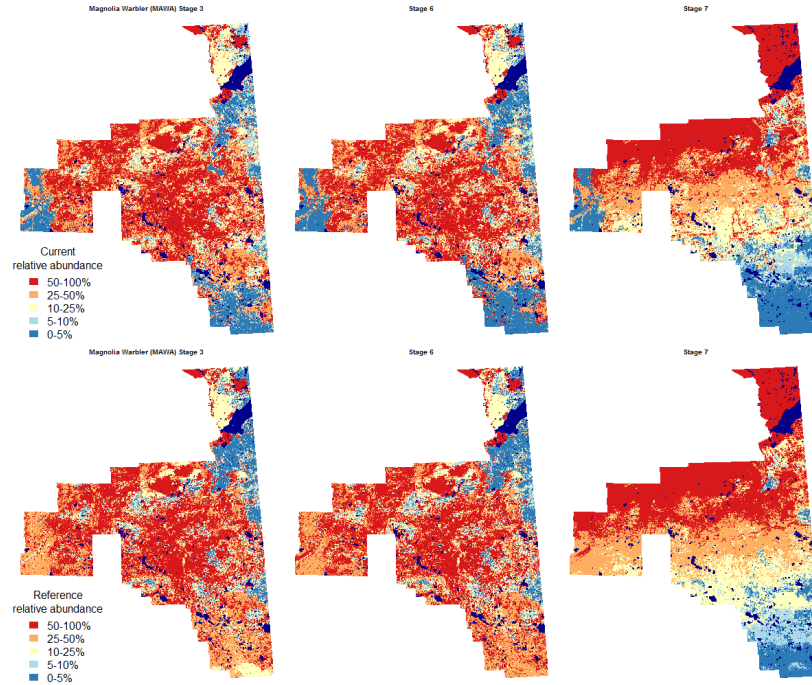 Magnolia Warbler (MAWA) Stage 3
Stage 6
Stage 7
Current
relative abundance
50-100%
25-50%
10-25%
5-10%
0-5%
Magnolia Warbler (MAWA) Stage 3
Stage 6
Stage 7
Reference
relative abundance
50-100%
25-50%
10-25%
5-10%
0-5%